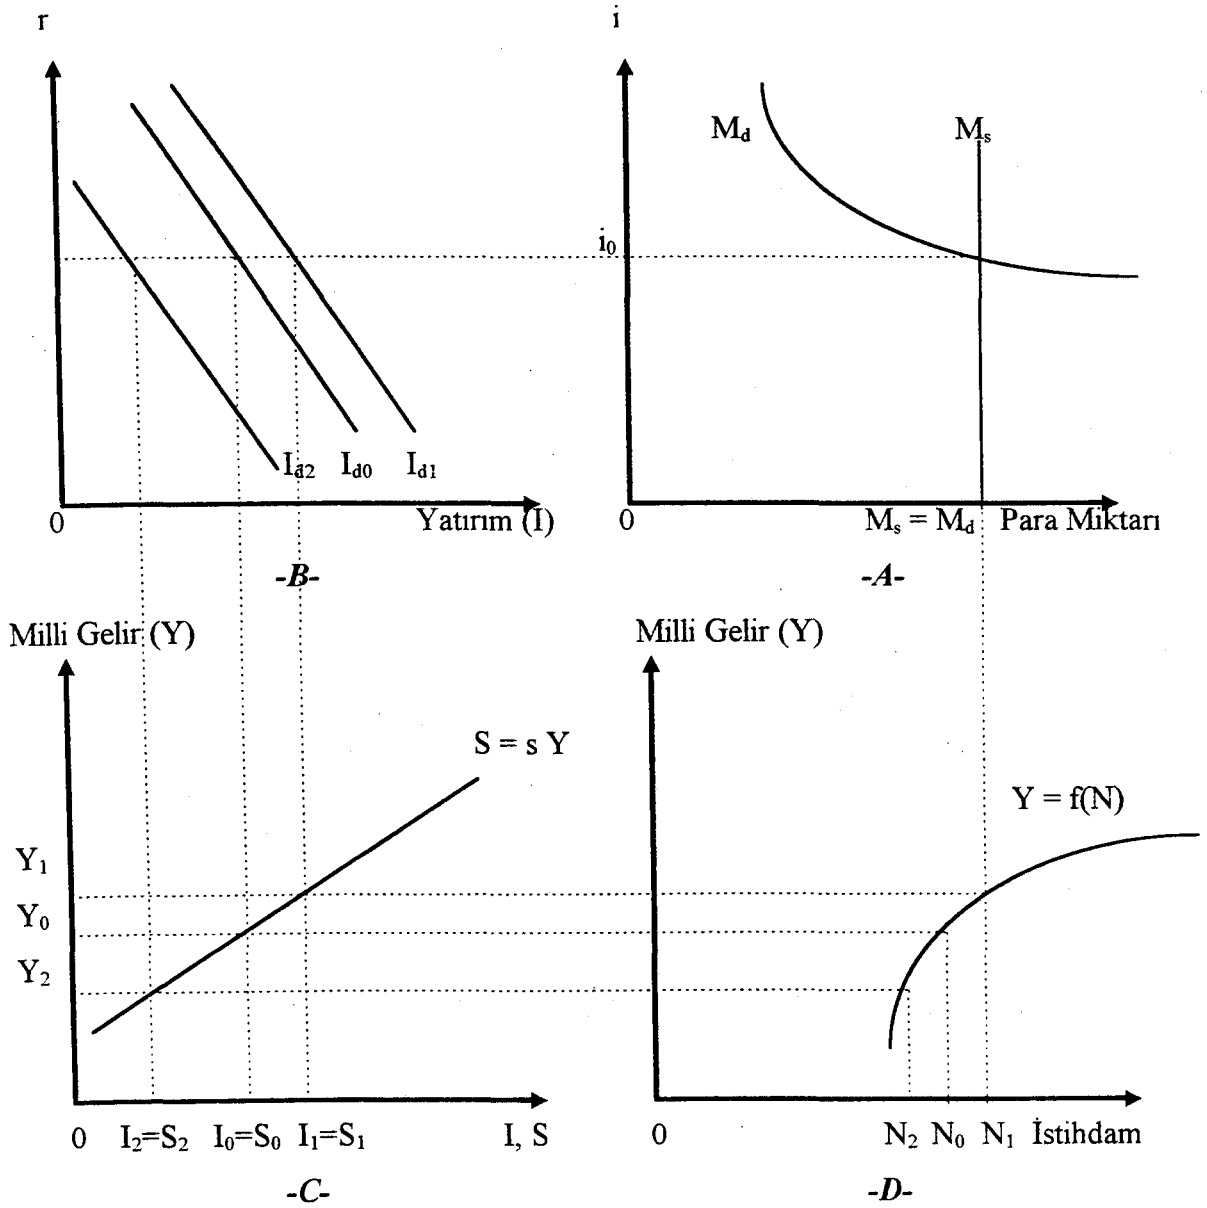 r
i
M_d
M_s
i_0
I_d2
I_d0
I_d1
0
Yatırım (I)
0
M_s = M_d
Para Miktarı
-B-
-A-
Milli Gelir (Y)
Milli Gelir (Y)
S = s Y
Y = f(N)
Y_1
Y_0
Y_2
0
I_2=S_2
I_0=S_0
I_1=S_1
I, S
0
N_2
N_0
N_1
İstihdam
-C-
-D-